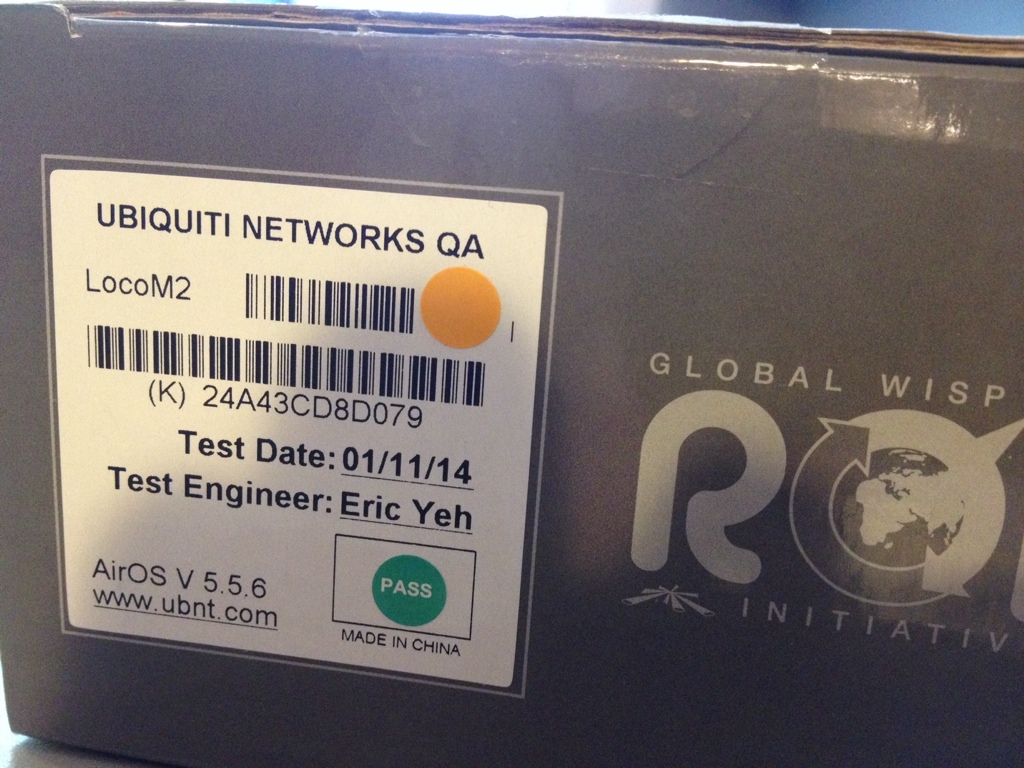 UBIQUITI NETWORKS QA
LocoM2
(K) 24A43CD8D079
Test Date: 01/11/14
Test Engineer: Eric Yeh
AirOS V 5.5.6
www.ubnt.com
PASS
MADE IN CHINA
GLOBAL WISP
INITIATIV